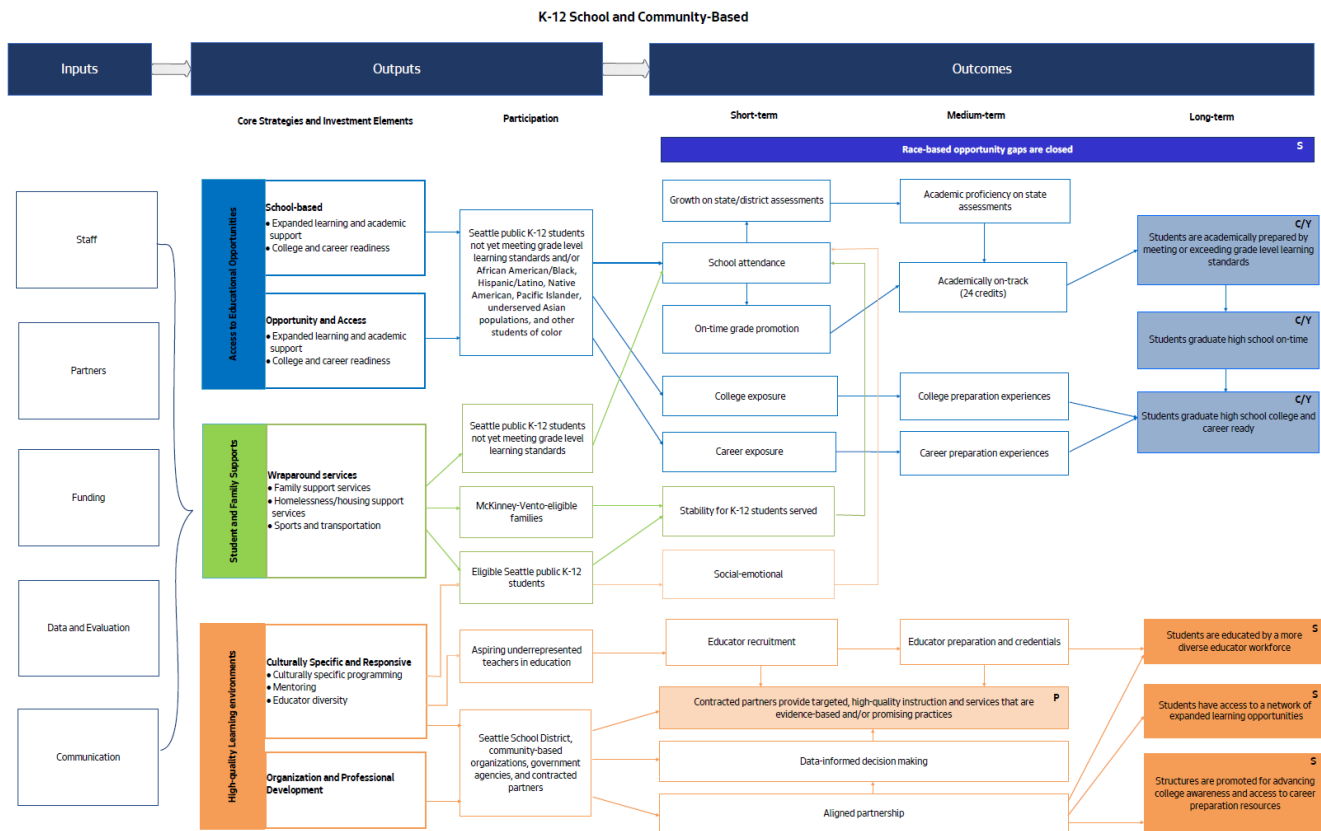 K-12 School and Community-Based
Inputs
Outputs
Outcomes
Core Strategies and Investment Elements
Participation
Short-term
Medium-term
Long-term
Race-based opportunity gaps are closed
S
Staff
Partners
Funding
Data and Evaluation
Communication
Access to Educational Opportunities
School-based
• Expanded learning and academic
support
• College and career readiness
Opportunity and Access
• Expanded learning and academic
support
• College and career readiness
Seattle public K-12 students
not yet meeting grade level
learning standards and/or
African American/Black,
Hispanic/Latino, Native
American, Pacific Islander,
underserved Asian
populations, and other
students of color
Growth on state/district assessments
School attendance
On-time grade promotion
College exposure
Career exposure
Academic proficiency on state
assessments
Academically on-track
(24 credits)
College preparation experiences
Career preparation experiences
C/Y
Students are academically prepared by
meeting or exceeding grade level learning
standards
C/Y
Students graduate high school on-time
C/Y
Students graduate high school college and
career ready
Student and Family Supports
Wraparound services
• Family support services
• Homelessness/housing support
services
• Sports and transportation
Seattle public K-12 students
not yet meeting grade level
learning standards
McKinney-Vento-eligible
families
Eligible Seattle public K-12
students
Stability for K-12 students served
Social-emotional
High-quality Learning environments
Culturally Specific and Responsive
• Culturally specific programming
• Mentoring
• Educator diversity
Organization and Professional
Development
Aspiring underrepresented
teachers in education
Seattle School District,
community-based
organizations, government
agencies, and contracted
partners
Educator recruitment
Educator preparation and credentials
Contracted partners provide targeted, high-quality instruction and services that are
evidence-based and/or promising practices
P
Data-informed decision making
Aligned partnership
S
Students are educated by a more
diverse educator workforce
S
Students have access to a network of
expanded learning opportunities
S
Structures are promoted for advancing
college awareness and access to career
preparation resources